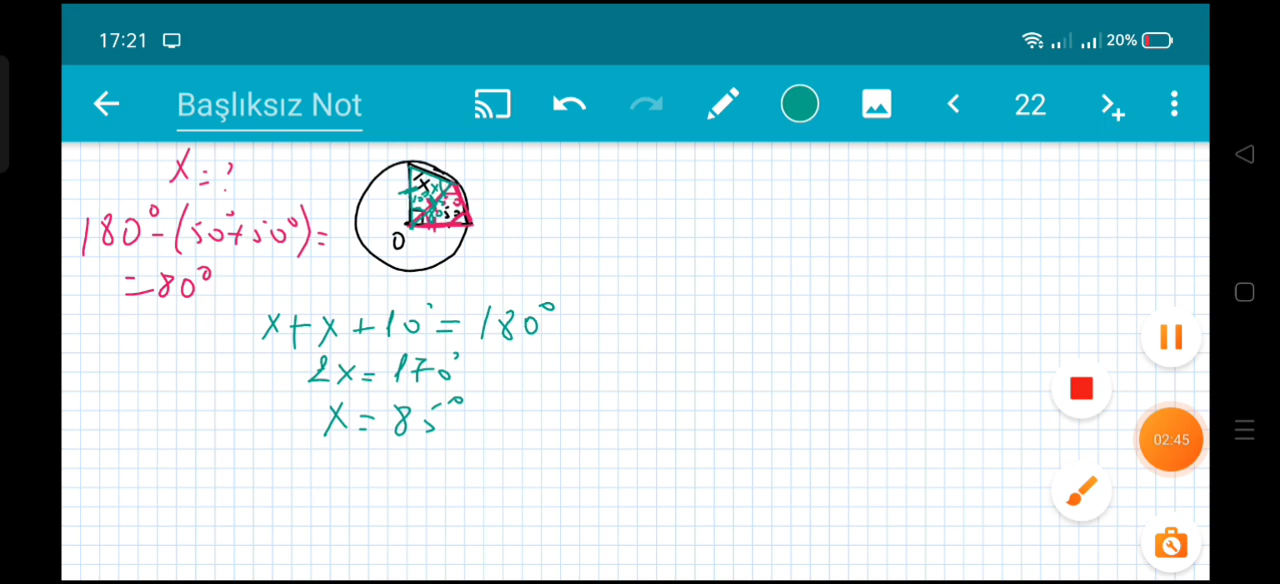 17:21
20%
Başlıksız Not
22
X = ?
180° - (50° + 50°) =
= 80°
O
x + x + 10° = 180°
2x = 170°
x = 85°
02:45